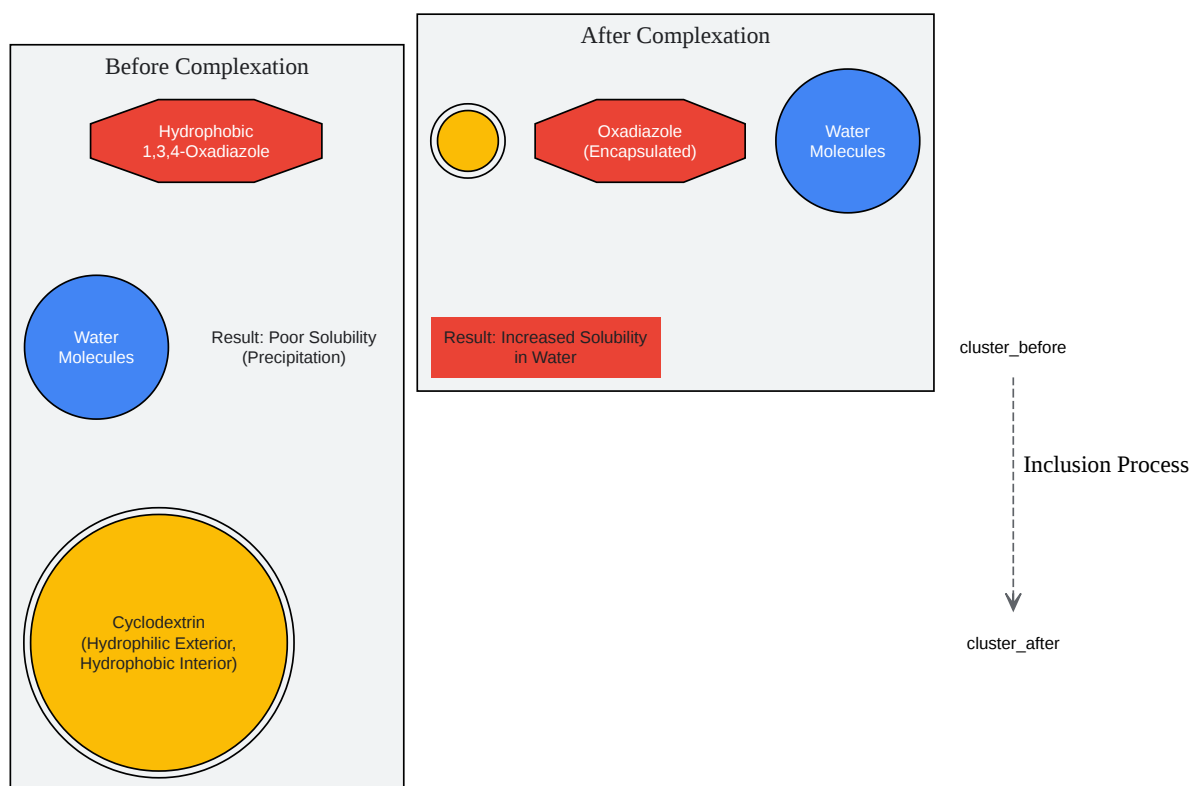 Before Complexation
Hydrophobic
1,3,4-Oxadiazole
Water
Molecules
Result: Poor Solubility
(Precipitation)
Cyclodextrin
(Hydrophilic Exterior,
Hydrophobic Interior)
After Complexation
Oxadiazole
(Encapsulated)
Water
Molecules
Result: Increased Solubility
in Water
cluster_before
Inclusion Process
cluster_after